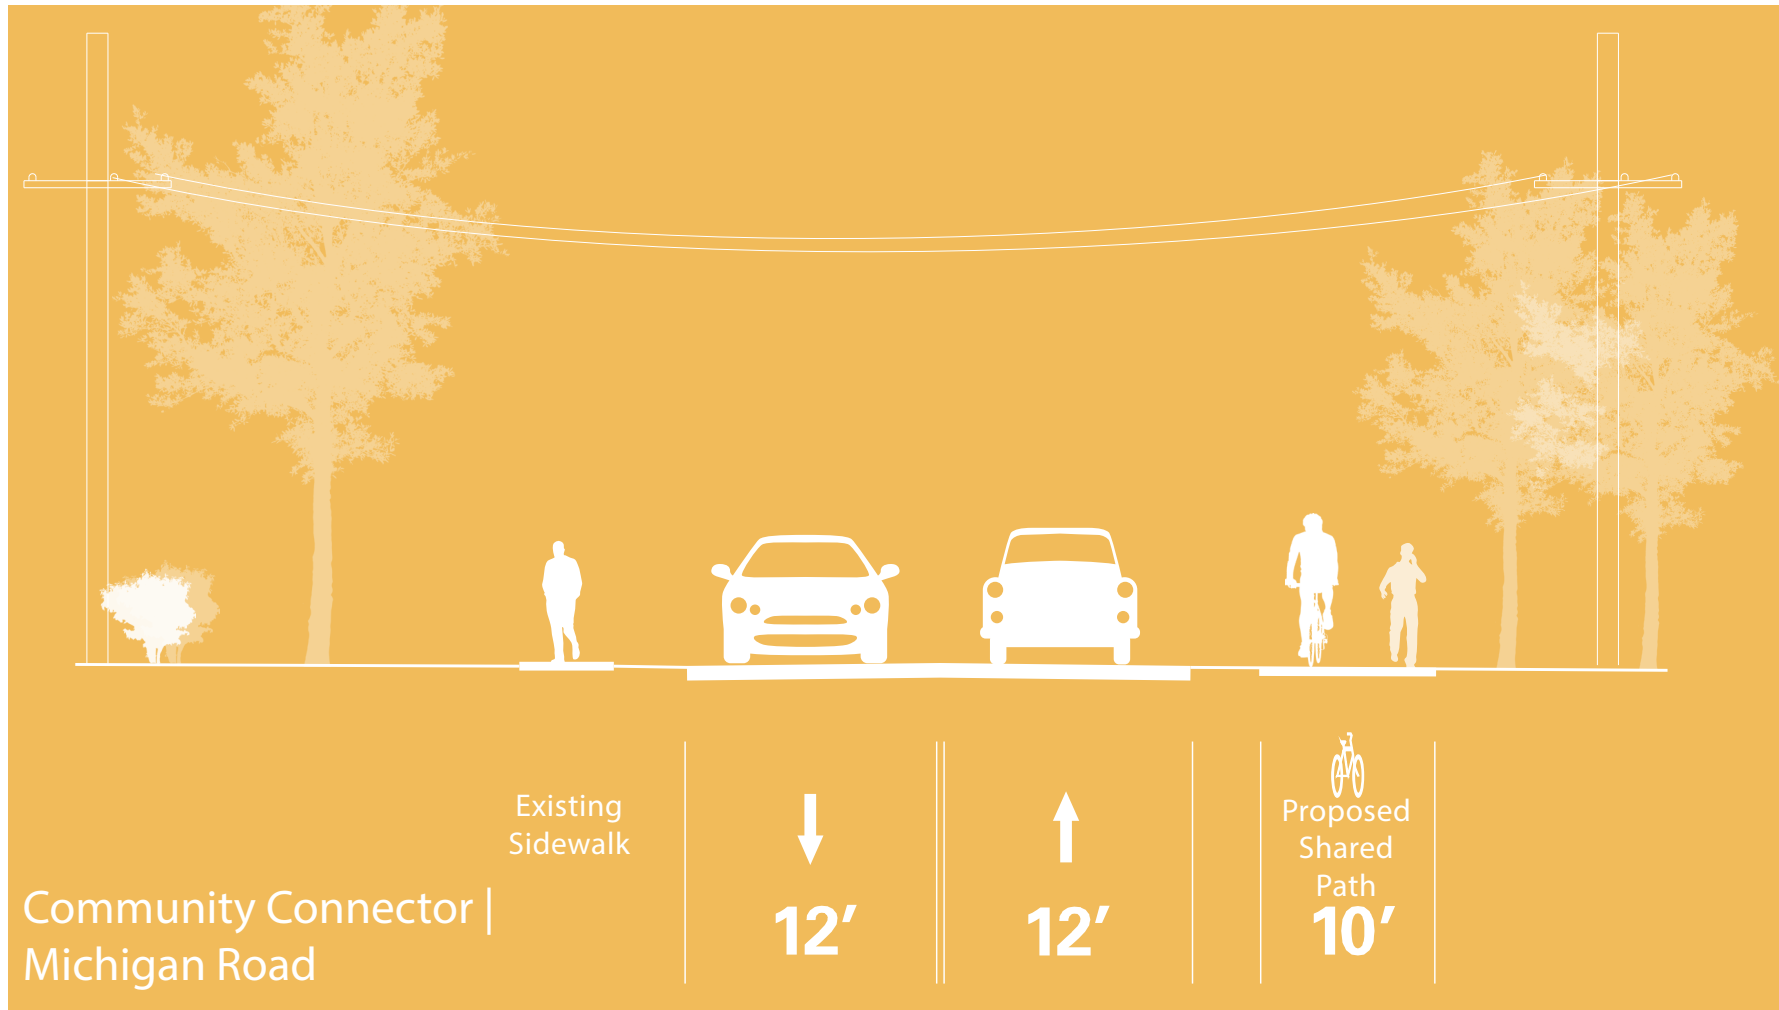 Existing
Sidewalk
12’
12’
Proposed
Shared
Path
10’
Community Connector |
Michigan Road